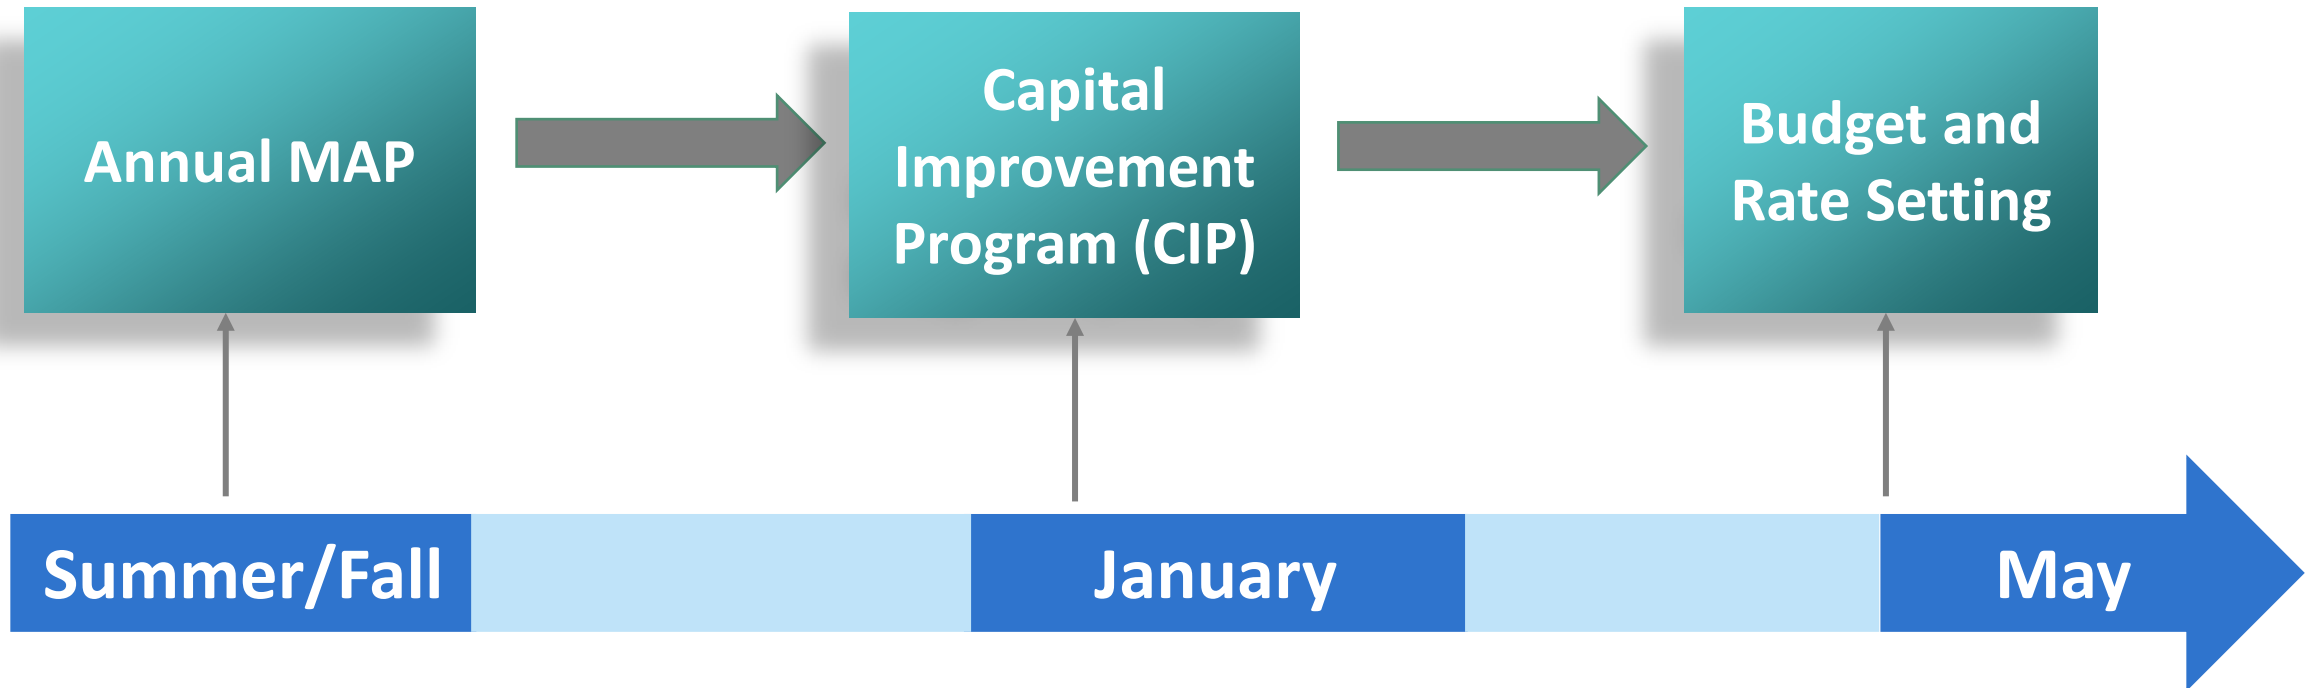 Annual MAP
Capital
Improvement
Program (CIP)
Budget and
Rate Setting
Summer/Fall
January
May